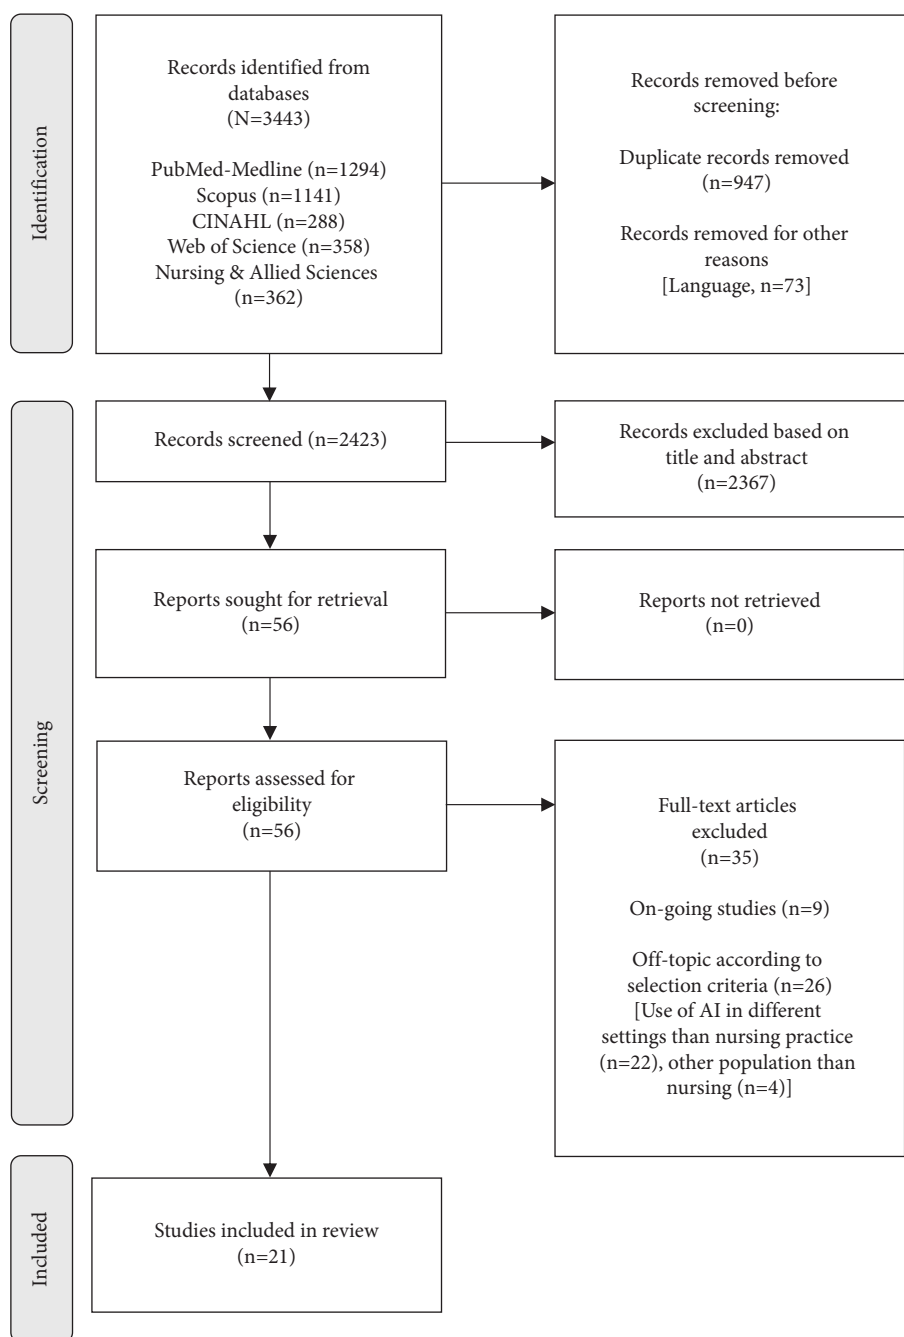 Identification
Records identified from
databases
(N=3443)
PubMed-Medline (n=1294)
Scopus (n=1141)
CINAHL (n=288)
Web of Science (n=358)
Nursing & Allied Sciences
(n=362)
Records removed before
screening:
Duplicate records removed
(n=947)
Records removed for other
reasons
[Language, n=73]
Screening
Records screened (n=2423)
Records excluded based on
title and abstract
(n=2367)
Reports sought for retrieval
(n=56)
Reports not retrieved
(n=0)
Reports assessed for
eligibility
(n=56)
Full-text articles
excluded
(n=35)
On-going studies (n=9)
Off-topic according to
selection criteria (n=26)
[Use of AI in different
settings than nursing practice
(n=22), other population than
nursing (n=4)]
Included
Studies included in review
(n=21)